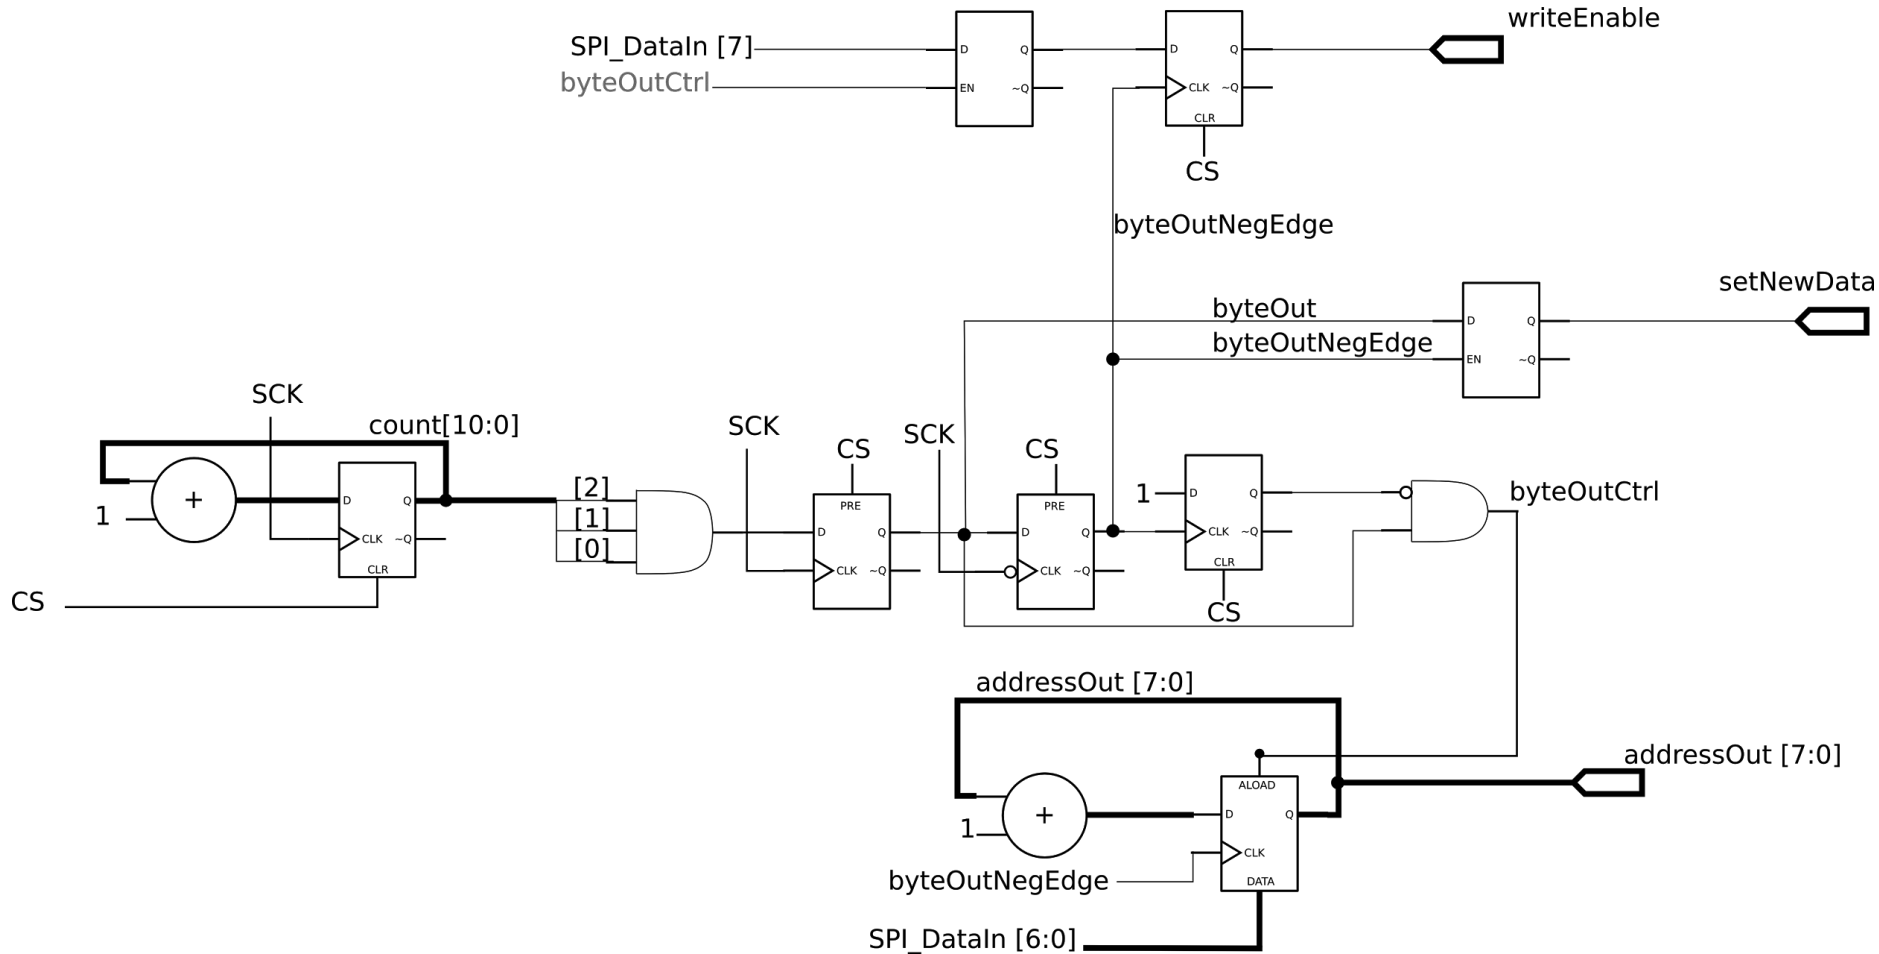 writeEnable
SPI_DataIn [7]
byteOutCtrl
D Q
EN ~Q
D Q
CLK ~Q
CLR
CS
byteOutNegEdge
setNewData
byteOut
byteOutNegEdge
D Q
EN ~Q
SCK
count[10:0]
+
1
D Q
CLK ~Q
CLR
CS
[2]
[1]
[0]
SCK
CS
PRE
D Q
CLK ~Q
SCK
CS
PRE
D Q
CLK ~Q
1
D Q
CLK ~Q
CLR
CS
byteOutCtrl
addressOut [7:0]
addressOut [7:0]
+
1
ALOAD
D Q
CLK
DATA
byteOutNegEdge
SPI_DataIn [6:0]